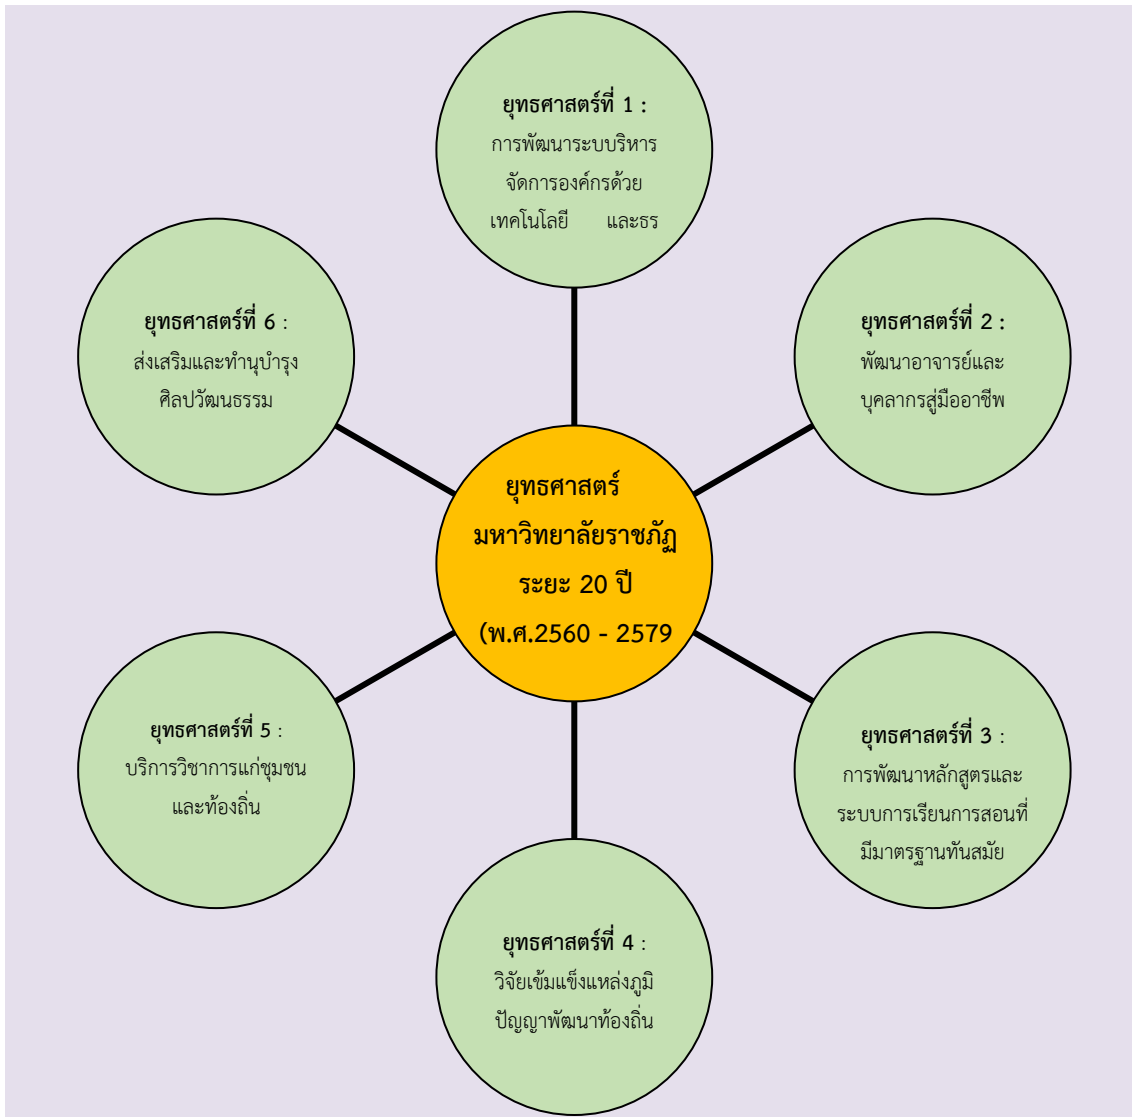 ยุทธศาสตร์ที่ 1 :
การพัฒนาระบบบริหาร
จัดการองค์กรด้วย
เทคโนโลยี และธร
ยุทธศาสตร์ที่ 6 :
ส่งเสริมและทำนุบำรุง
ศิลปวัฒนธรรม
ยุทธศาสตร์ที่ 2 :
พัฒนาอาจารย์และ
บุคลากรสู่มืออาชีพ
ยุทธศาสตร์
มหาวิทยาลัยราชภัฏ
ระยะ 20 ปี
(พ.ศ.2560 - 2579
ยุทธศาสตร์ที่ 5 :
บริการวิชาการแก่ชุมชน
และท้องถิ่น
ยุทธศาสตร์ที่ 3 :
การพัฒนาหลักสูตรและ
ระบบการเรียนการสอนที่
มีมาตรฐานทันสมัย
ยุทธศาสตร์ที่ 4 :
วิจัยเข้มแข็งแหล่งภูมิ
ปัญญาพัฒนาท้องถิ่น